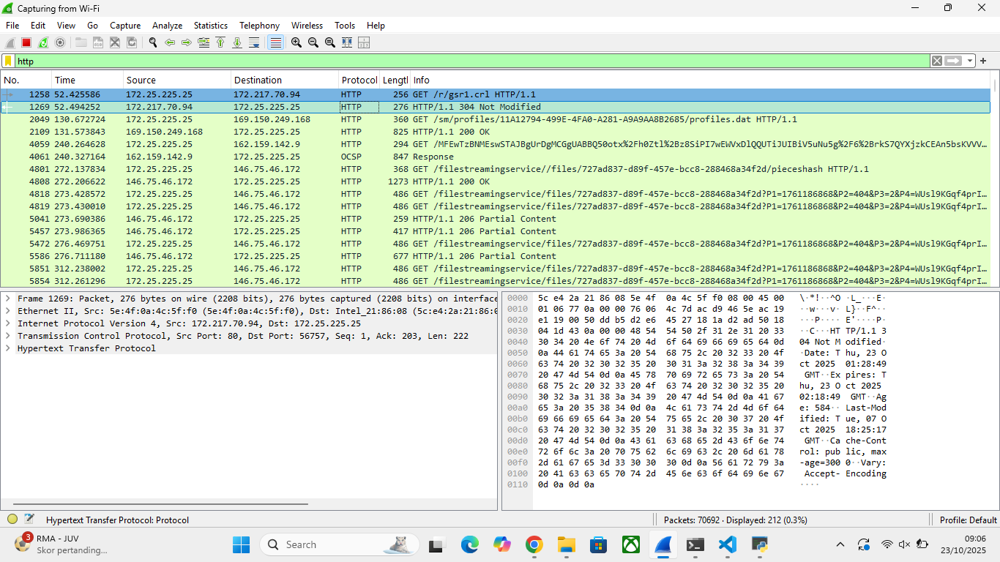 Capturing from Wi-Fi
File Edit View Go Capture Analyze Statistics Telephony Wireless Tools Help
http
No. Time Source Destination Protocol Lengtl Info
1258 52.425586 172.25.225.25 172.217.70.94 HTTP 256 GET /r/gsr1.crl HTTP/1.1
1269 52.494252 172.217.70.94 172.25.225.25 HTTP 276 HTTP/1.1 304 Not Modified
2049 130.672724 172.25.225.25 169.150.249.168 HTTP 360 GET /sm/profiles/11A12794-499E-4FA0-A281-A9A9AA8B2685/profiles.dat HTTP/1.1
2109 131.573843 169.150.249.168 172.25.225.25 HTTP 825 HTTP/1.1 200 OK
4059 240.264628 172.25.225.25 162.159.142.9 HTTP 294 GET /MFEwTzBNMEswSTAJBgUrDgMCGgUABBQ50otx%2Fh0Ztl%2Bz8SiPI7wEWVxDlQQUTiJUIBiV5uNu5g%2F6%2BrkS7QYXjzkCEAn5bsKVVV…
4061 240.327164 162.159.142.9 172.25.225.25 OCSP 847 Response
4801 272.137834 172.25.225.25 146.75.46.172 HTTP 368 GET /filestreamingservice//files/727ad837-d89f-457e-bcc8-288468a34f2d/pieceshash HTTP/1.1
4808 272.206622 146.75.46.172 172.25.225.25 HTTP 1273 HTTP/1.1 200 OK
4818 273.428572 172.25.225.25 146.75.46.172 HTTP 486 GET /filestreamingservice/files/727ad837-d89f-457e-bcc8-288468a34f2d?P1=1761186868&P2=404&P3=2&P4=WUsl9KGqf4prI…
4819 273.430010 172.25.225.25 146.75.46.172 HTTP 486 GET /filestreamingservice/files/727ad837-d89f-457e-bcc8-288468a34f2d?P1=1761186868&P2=404&P3=2&P4=WUsl9KGqf4prI…
5041 273.690386 146.75.46.172 172.25.225.25 HTTP 259 HTTP/1.1 206 Partial Content
5457 273.986365 146.75.46.172 172.25.225.25 HTTP 417 HTTP/1.1 206 Partial Content
5472 276.469751 172.25.225.25 146.75.46.172 HTTP 486 GET /filestreamingservice/files/727ad837-d89f-457e-bcc8-288468a34f2d?P1=1761186868&P2=404&P3=2&P4=WUsl9KGqf4prI…
5586 276.711180 146.75.46.172 172.25.225.25 HTTP 677 HTTP/1.1 206 Partial Content
5851 312.238002 172.25.225.25 146.75.46.172 HTTP 486 GET /filestreamingservice/files/727ad837-d89f-457e-bcc8-288468a34f2d?P1=1761186868&P2=404&P3=2&P4=WUsl9KGqf4prI…
5854 312.261296 172.25.225.25 146.75.46.172 HTTP 486 GET /filestreamingservice/files/727ad837-d89f-457e-bcc8-288468a34f2d?P1=1761186868&P2=404&P3=2&P4=WUsl9KGqf4prI…
Frame 1269: Packet, 276 bytes on wire (2208 bits), 276 bytes captured (2208 bits) on interface
Ethernet II, Src: 5e:4f:0a:4c:5f:f0 (5e:4f:0a:4c:5f:f0), Dst: Intel_21:86:08 (5c:e4:2a:21:86:0
Internet Protocol Version 4, Src: 172.217.70.94, Dst: 172.25.225.25
Transmission Control Protocol, Src Port: 80, Dst Port: 56757, Seq: 1, Ack: 203, Len: 222
Hypertext Transfer Protocol
0000 5c e4 2a 21 86 08 5e 4f 0a 4c 5f f0 08 00 45 00 \·*!··^O ·L_···E·
0010 01 06 77 0a 00 00 76 06 4c 7d ac d9 46 5e ac 19 ··w···v· L}··F^··
0020 e1 19 00 50 dd b5 d2 e6 45 27 18 1a d2 ad 50 18 ···P···· E'····P·
0030 04 1d 43 0a 00 00 48 54 54 50 2f 31 2e 31 20 33 ··C···HT TP/1.1 3
0040 30 34 20 4e 6f 74 20 4d 6f 64 69 66 69 65 64 0d 04 Not M odified·
0050 0a 44 61 74 65 3a 20 54 68 75 2c 20 32 33 20 4f ·Date: T hu, 23 O
0060 63 74 20 32 30 32 35 20 30 31 3a 32 38 3a 34 39 ct 2025 01:28:49
0070 20 47 4d 54 0d 0a 45 78 70 69 72 65 73 3a 20 54 GMT··Ex pires: T
0080 68 75 2c 20 32 33 20 4f 63 74 20 32 30 32 35 20 hu, 23 O ct 2025
0090 30 32 3a 31 38 3a 34 39 20 47 4d 54 0d 0a 41 67 02:18:49 GMT··Ag
00a0 65 3a 20 35 38 34 0d 0a 4c 61 73 74 2d 4d 6f 64 e: 584·· Last-Mod
00b0 69 66 69 65 64 3a 20 54 75 65 2c 20 30 37 20 4f ified: T ue, 07 O
00c0 63 74 20 32 30 32 35 20 31 38 3a 32 35 3a 31 37 ct 2025 18:25:17
00d0 20 47 4d 54 0d 0a 43 61 63 68 65 2d 43 6f 6e 74 GMT··Ca che-Cont
00e0 72 6f 6c 3a 20 70 75 62 6c 69 63 2c 20 6d 61 78 rol: pub lic, max
00f0 2d 61 67 65 3d 33 30 30 30 0d 0a 56 61 72 79 3a -age=300 0··Vary:
0100 20 41 63 63 65 70 74 2d 45 6e 63 6f 64 69 6e 67 Accept- Encoding
0110 0d 0a 0d 0a ····
Hypertext Transfer Protocol: Protocol Packets: 70692 · Displayed: 212 (0.3%) Profile: Default
3 RMA - JUV
Skor pertanding...
Search
09:06
23/10/2025